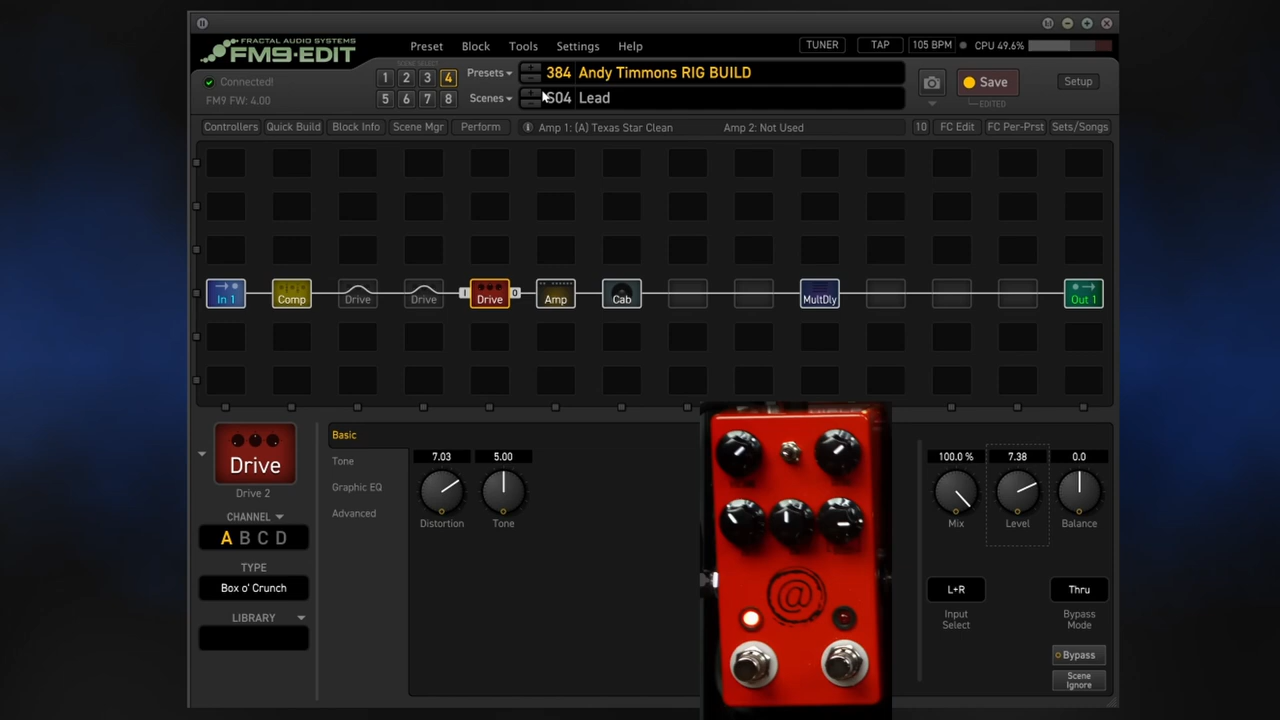 FRACTAL AUDIO SYSTEMS
FM9-EDIT
Preset Block Tools Settings Help
TUNER TAP 105 BPM CPU 49.6%
Connected!
FM9 FW: 4.00
SCENE SELECT
1 2 3 4
5 6 7 8
Presets 384 Andy Timmons RIG BUILD
Scenes S04 Lead
Save
EDITED
Setup
Controllers Quick Build Block Info Scene Mgr Perform Amp 1: (A) Texas Star Clean Amp 2: Not Used 10 FC Edit FC Per-Prst Sets/Songs
In 1 Comp Drive Drive I Drive O Amp Cab MultDly Out 1
Drive
Drive 2
CHANNEL
A B C D
TYPE
Box o' Crunch
LIBRARY
Basic
Tone
Graphic EQ
Advanced
7.03 5.00
Distortion Tone
@
100.0 % 7.38 0.0
Mix Level Balance
L+R Thru
Input Select
Bypass Mode
Bypass
Scene Ignore